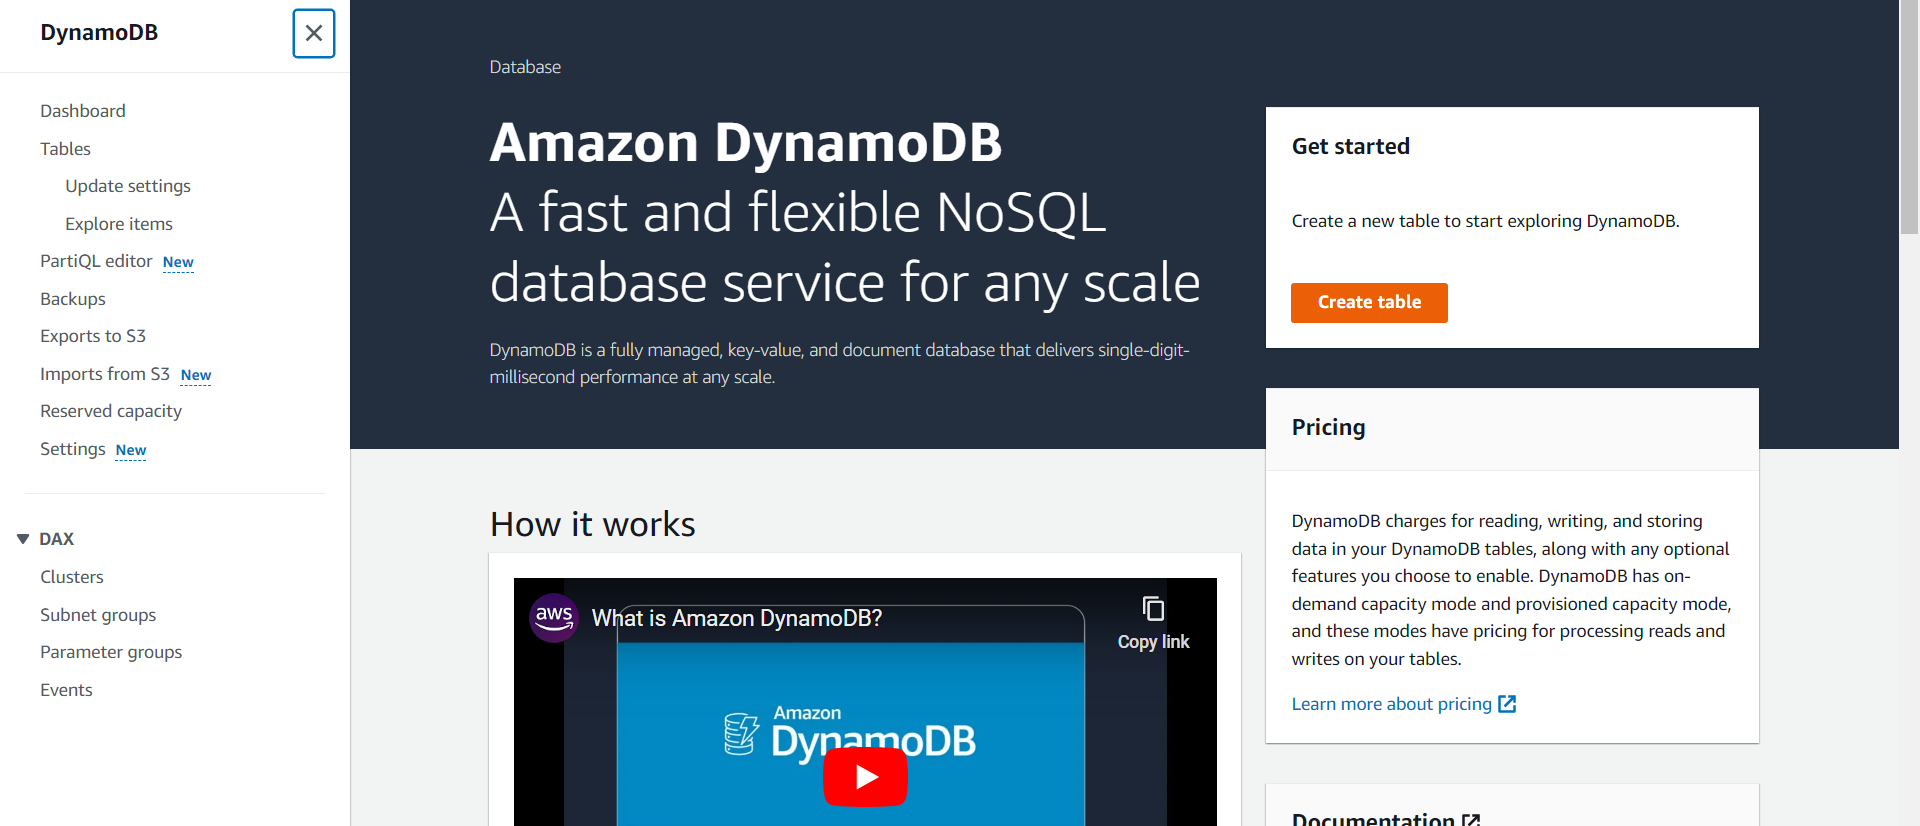 DynamoDB
Dashboard
Tables
Update settings
Explore items
PartiQL editor New
Backups
Exports to S3
Imports from S3 New
Reserved capacity
Settings New
DAX
Clusters
Subnet groups
Parameter groups
Events
Database
Amazon DynamoDB
A fast and flexible NoSQL
database service for any scale
DynamoDB is a fully managed, key-value, and document database that delivers single-digit-
millisecond performance at any scale.
How it works
aws
What is Amazon DynamoDB?
Copy link
Amazon
DynamoDB
Get started
Create a new table to start exploring DynamoDB.
Create table
Pricing
DynamoDB charges for reading, writing, and storing
data in your DynamoDB tables, along with any optional
features you choose to enable. DynamoDB has on-
demand capacity mode and provisioned capacity mode,
and these modes have pricing for processing reads and
writes on your tables.
Learn more about pricing
Documentation